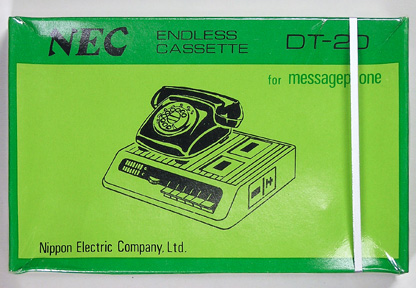 NEC
ENDLESS
CASSETTE
DT-20
for messagephone
Nippon Electric Company, Ltd.